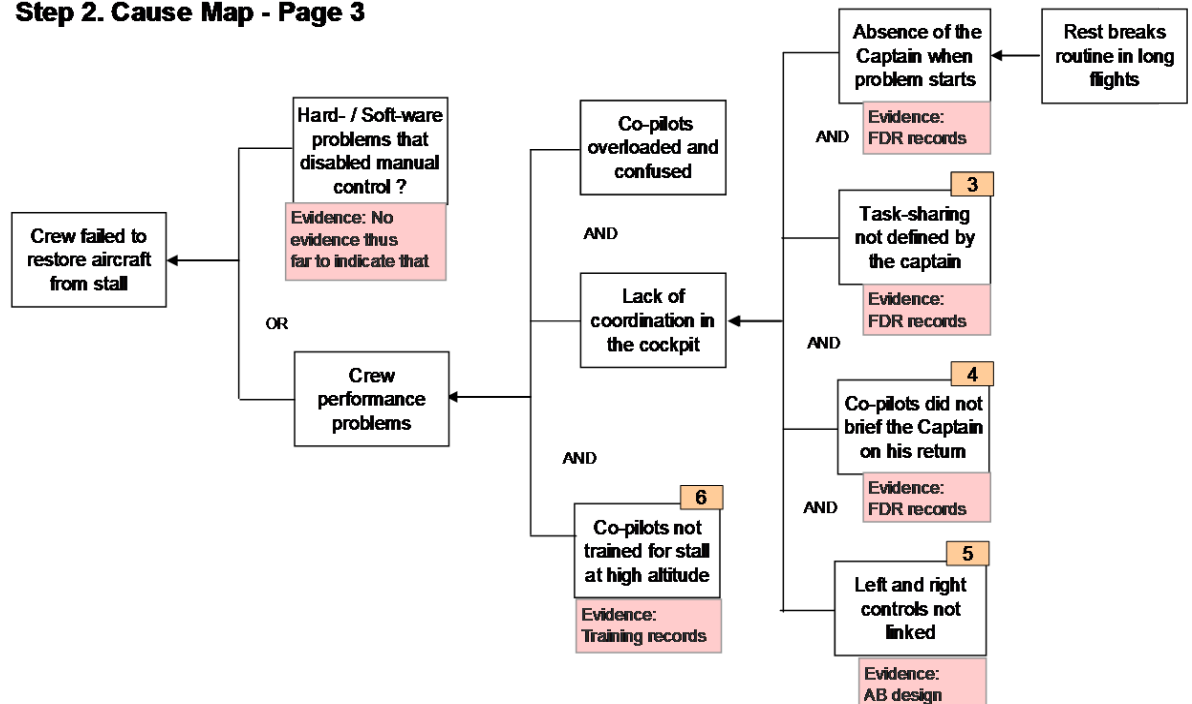 Step 2. Cause Map - Page 3
Crew failed to
restore aircraft
from stall
Hard- / Soft-ware
problems that
disabled manual
control ?
Evidence: No
evidence thus
far to indicate that
OR
Crew
performance
problems
Co-pilots
overloaded and
confused
AND
Lack of
coordination in
the cockpit
AND
6
Co-pilots not
trained for stall
at high altitude
Evidence:
Training records
Absence of the
Captain when
problem starts
Evidence:
FDR records
Rest breaks
routine in long
flights
AND
3
Task-sharing
not defined by
the captain
Evidence:
FDR records
AND
4
Co-pilots did not
brief the Captain
on his return
Evidence:
FDR records
AND
5
Left and right
controls not
linked
Evidence:
AB design